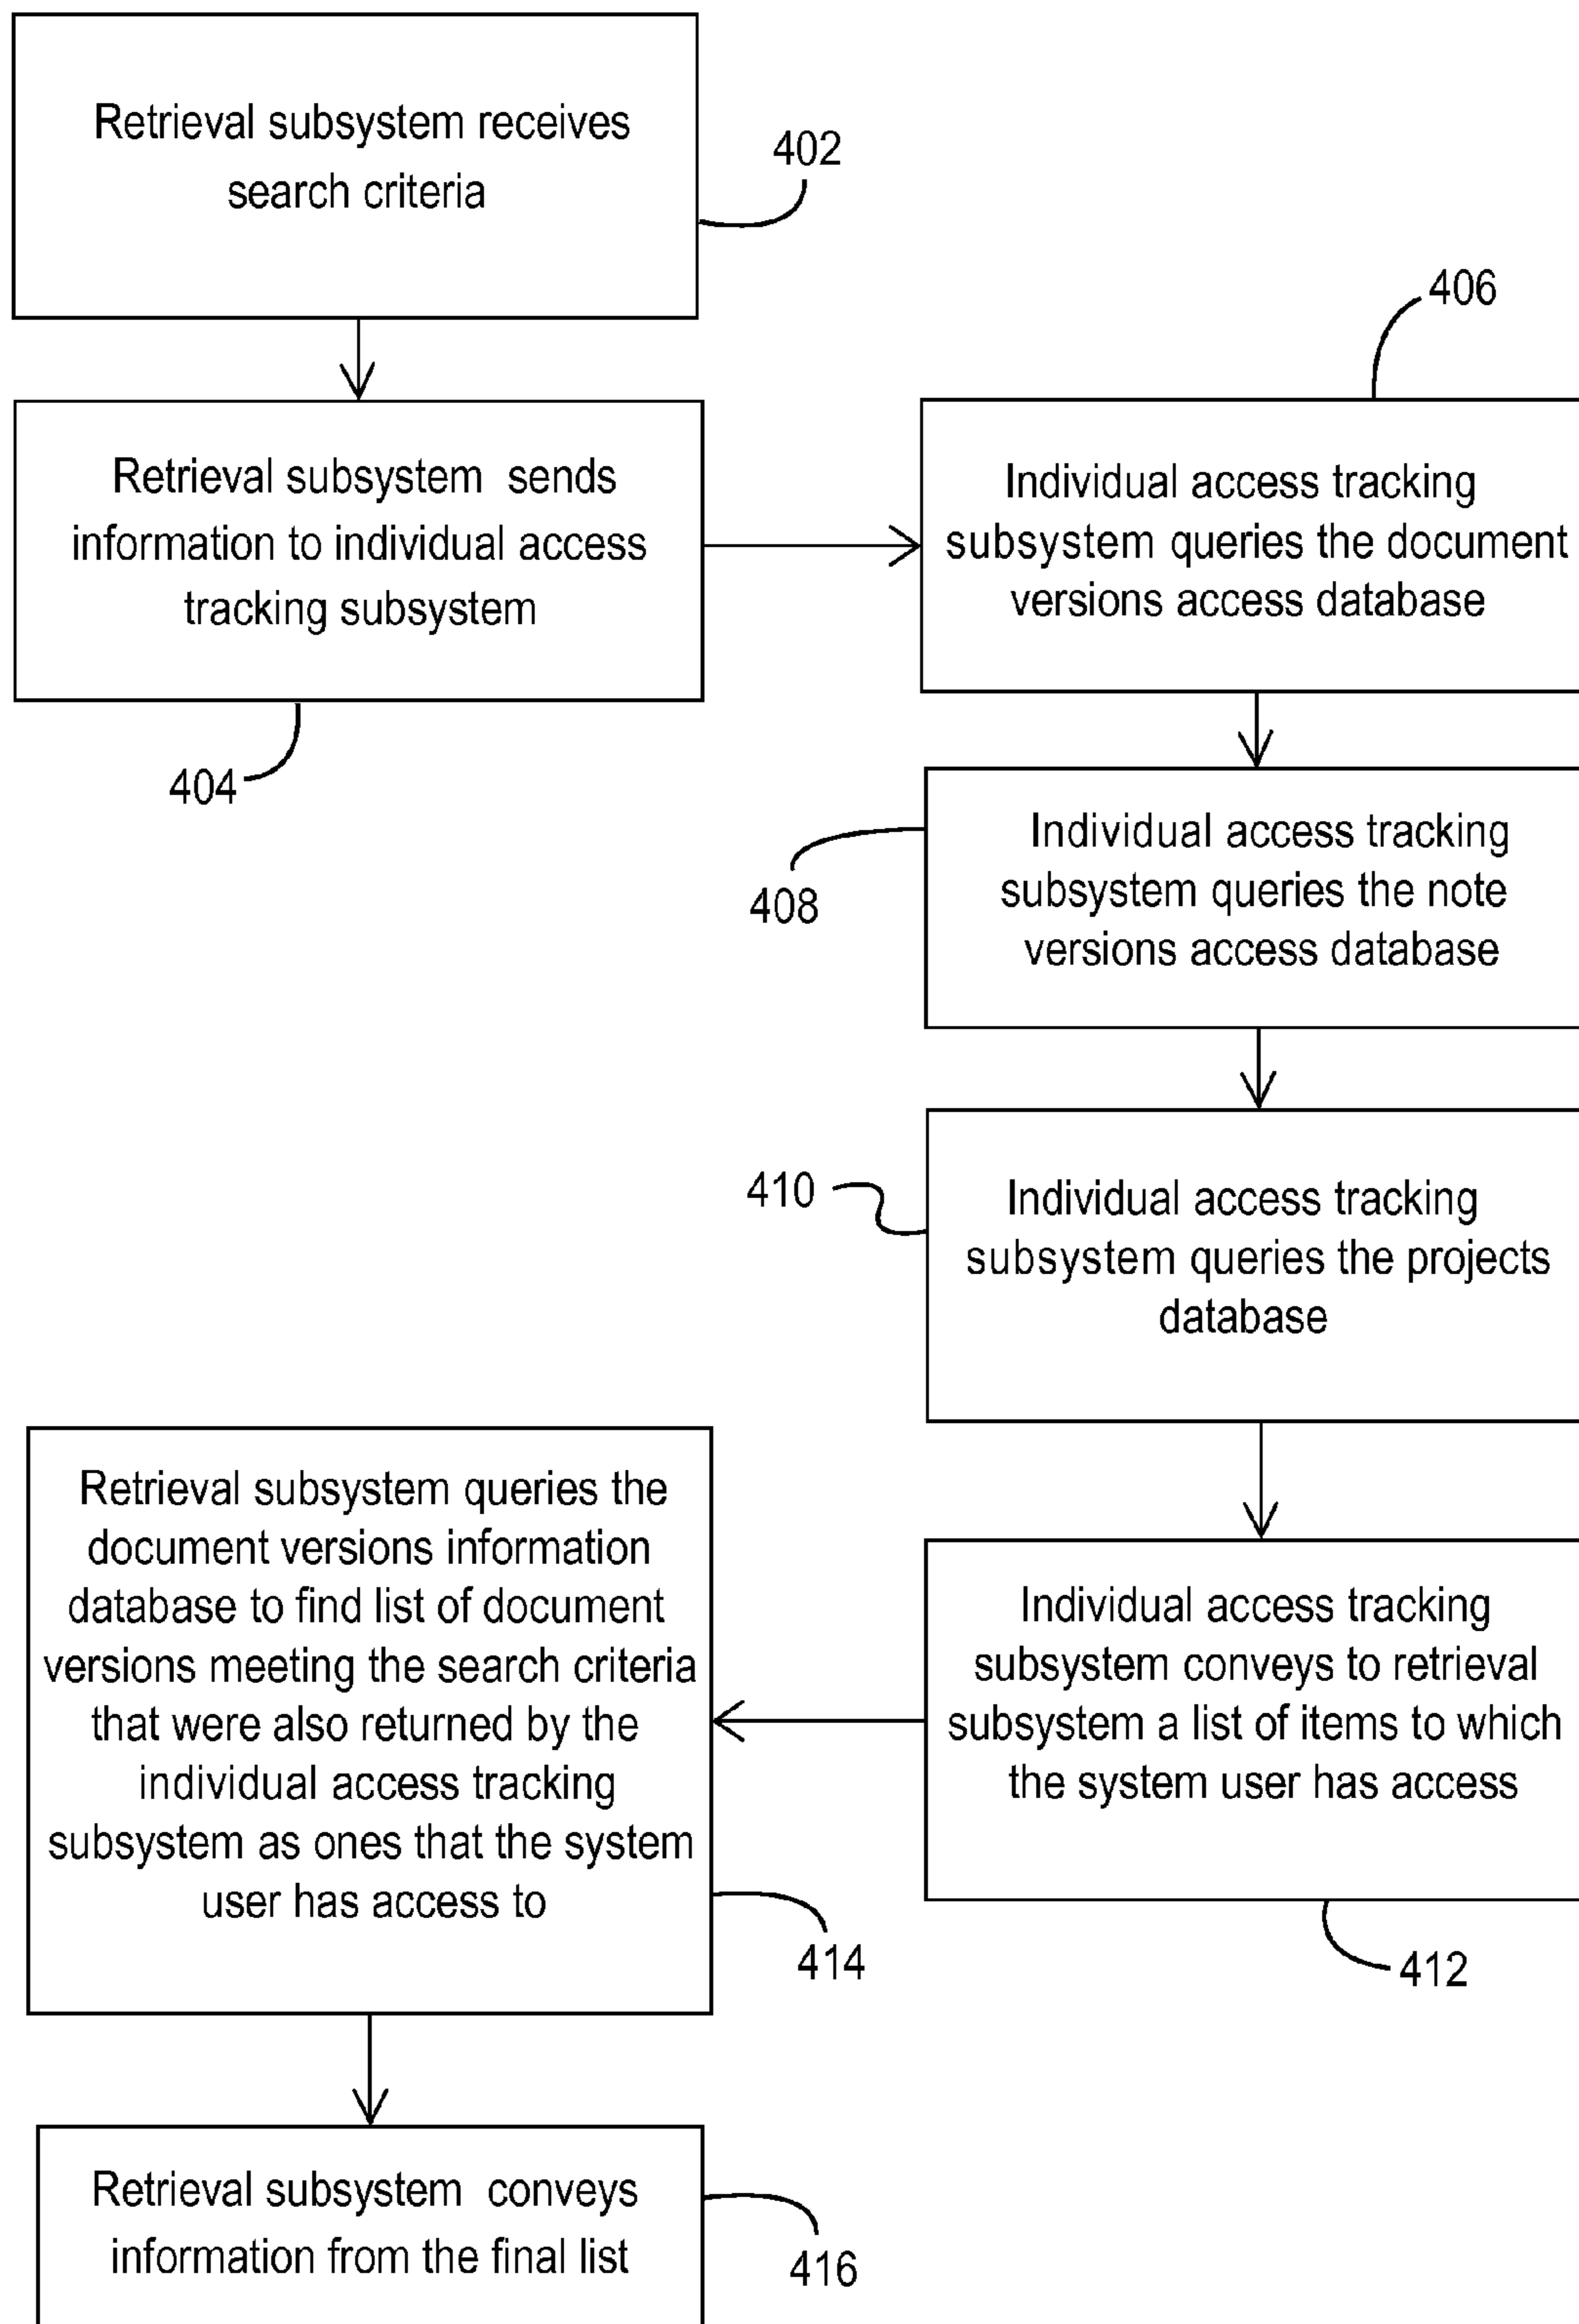 Retrieval subsystem receives
search criteria
402
Retrieval subsystem sends
information to individual access
tracking subsystem
404
406
Individual access tracking
subsystem queries the document
versions access database
Individual access tracking
subsystem queries the note
versions access database
408
410
Individual access tracking
subsystem queries the projects
database
Individual access tracking
subsystem conveys to retrieval
subsystem a list of items to which
the system user has access
412
Retrieval subsystem queries the
document versions information
database to find list of document
versions meeting the search criteria
that were also returned by the
individual access tracking
subsystem as ones that the system
user has access to
414
Retrieval subsystem conveys
information from the final list
416